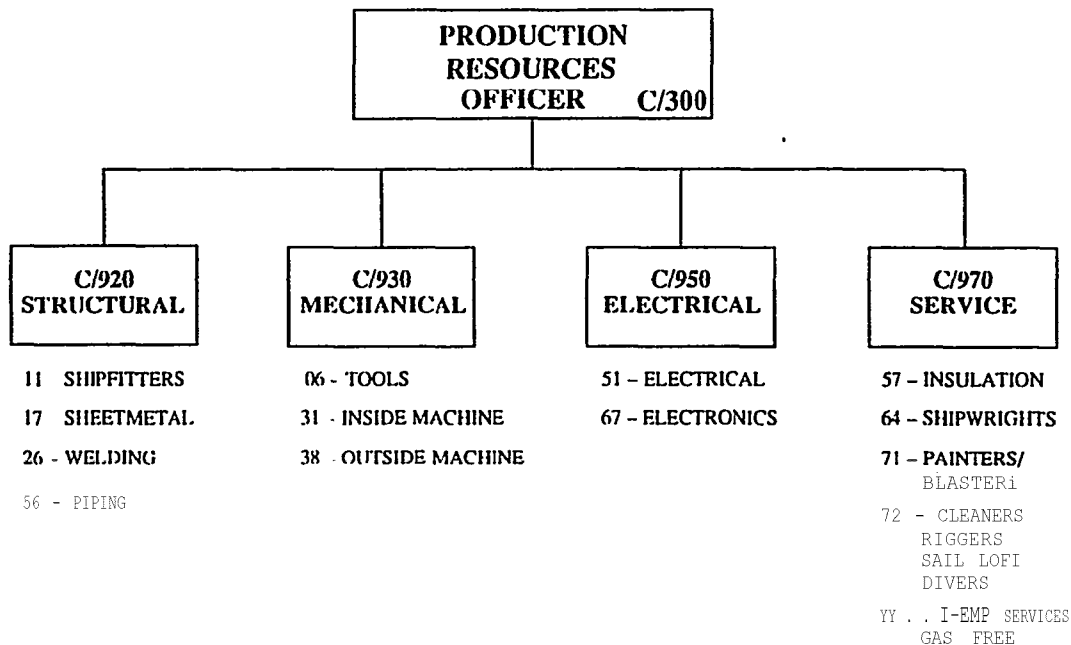 PRODUCTION
RESOURCES
OFFICER C/300
C/920
STRUCTURAL
C/930
MECHANICAL
C/950
ELECTRICAL
C/970
SERVICE
11 SHIPFITTERS
17 SHEETMETAL
26 - WELDING
56 - PIPING
06 - TOOLS
31 - INSIDE MACHINE
38 - OUTSIDE MACHINE
51 – ELECTRICAL
67 – ELECTRONICS
57 – INSULATION
64 – SHIPWRIGHTS
71 – PAINTERS/
BLASTERi
72 - CLEANERS
RIGGERS
SAIL LOFI
DIVERS
YY . . I-EMP SERVICES
GAS FREE